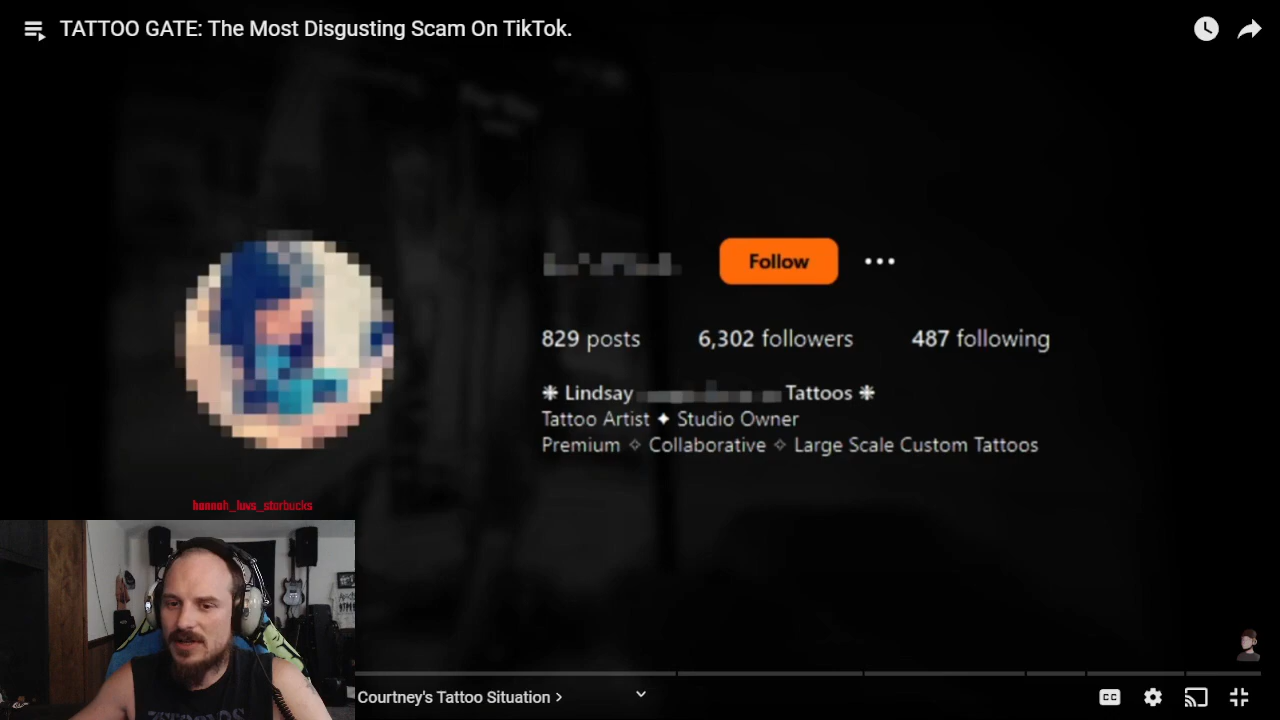 TATTOO GATE: The Most Disgusting Scam On TikTok.
Follow
829 posts 6,302 followers 487 following
⁕ Lindsay Tattoos ⁕
Tattoo Artist ✦ Studio Owner
Premium ✧ Collaborative ✧ Large Scale Custom Tattoos
hannah_luvs_starbucks
Courtney's Tattoo Situation >
CC